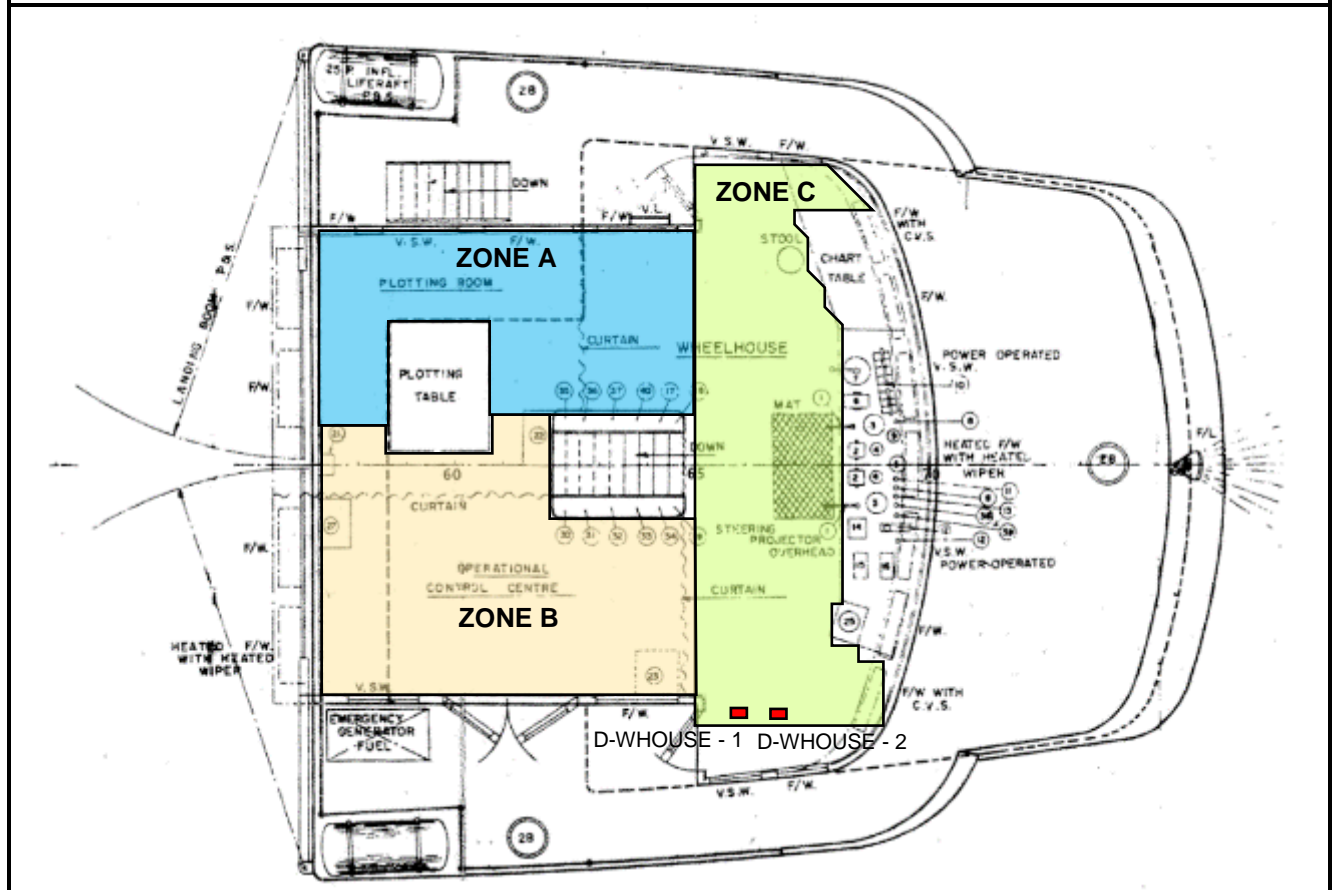 25 P. INFL.
LIFERAFT
P.&S.
28
V.S.W.
F/W.
DOWN
ZONE C
F/W
F/W
V.L
F/W
WITH
C.V.S.
V.S.W.
F/W.
STOOL
ZONE A
CHART
TABLE
PLOTTING ROOM
LANDING BOOM P&S
F/W.
F/W.
CURTAIN
WHEELHOUSE
POWER OPERATED
V.S.W.
PLOTTING
TABLE
F/W.
MAT
F/L
HEATED F/W
WITH HEATED
WIPER
DOWN
60
65
70
CURTAIN
STEERING
PROJECTOR
OVERHEAD
F/W.
V.S.W.
POWER-OPERATED
OPERATIONAL
CONTROL CENTRE
CURTAIN
ZONE B
HEATED F/W.
WITH HEATED
WIPER
F/W.
F/W.
V.S.W.
F/W.
F/W WITH
C.V.S.
EMERGENCY
GENERATOR
FUEL
D-WHOUSE - 1 D-WHOUSE - 2
V.S.W.
F/W.
28